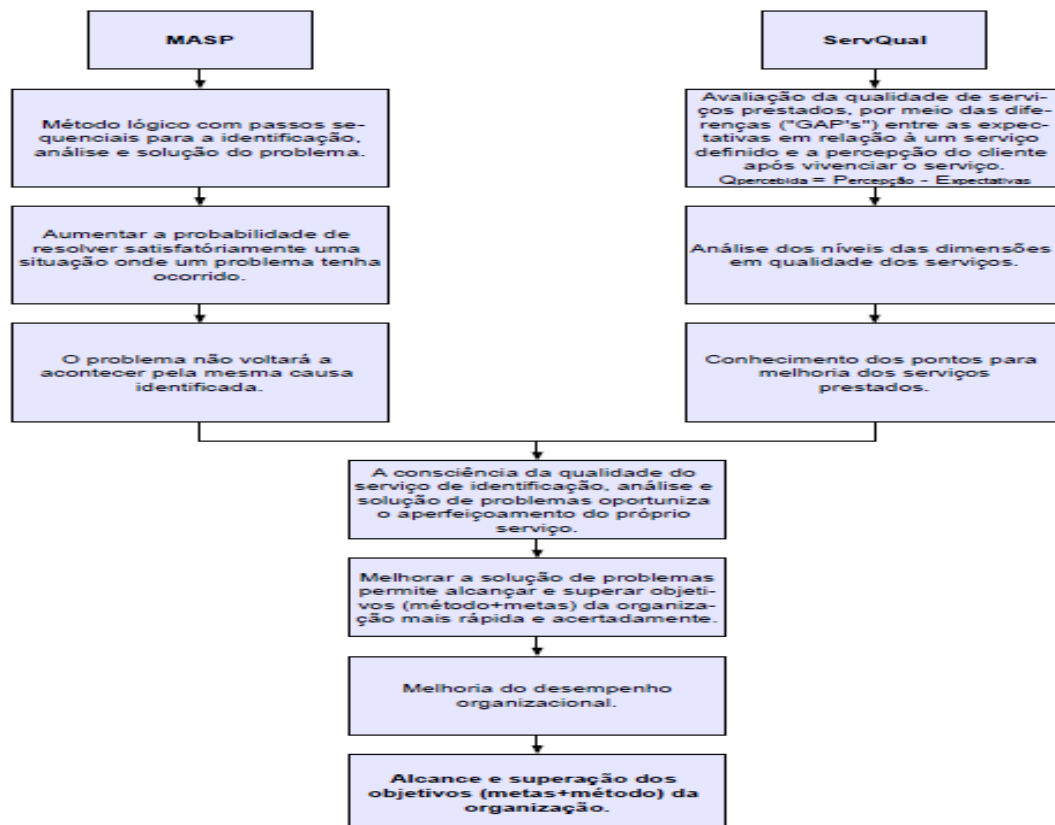 MASP
Método lógico com passos se-
quenciais para a identificação,
análise e solução do problema.
Aumentar a probabilidade de
resolver satisfatóriamente uma
situação onde um problema tenha
ocorrido.
O problema não voltará a
acontecer pela mesma causa
identificada.
ServQual
Avaliação da qualidade de servi-
ços prestados, por meio das dife-
renças ("GAP's") entre as expec-
tativas em relação à um serviço
definido e a percepção do cliente
após vivenciar o serviço.
Qpercebida = Percepção - Expectativas
Análise dos níveis das dimensões
em qualidade dos serviços.
Conhecimento dos pontos para
melhoria dos serviços
prestados.
A consciência da qualidade do
serviço de identificação, análise e
solução de problemas oportuniza
o aperfeiçoamento do próprio
serviço.
Melhorar a solução de problemas
permite alcançar e superar objeti-
vos (método+metas) da organiza-
ção mais rápida e acertadamente.
Melhoria do desempenho
organizacional.
Alcance e superação dos
objetivos (metas+método) da
organização.